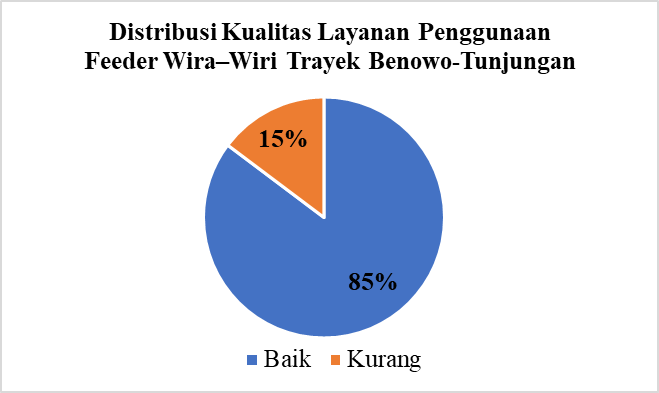 Distribusi Kualitas Layanan Penggunaan
Feeder Wira–Wiri Trayek Benowo-Tunjungan
15%
85%
Baik Kurang